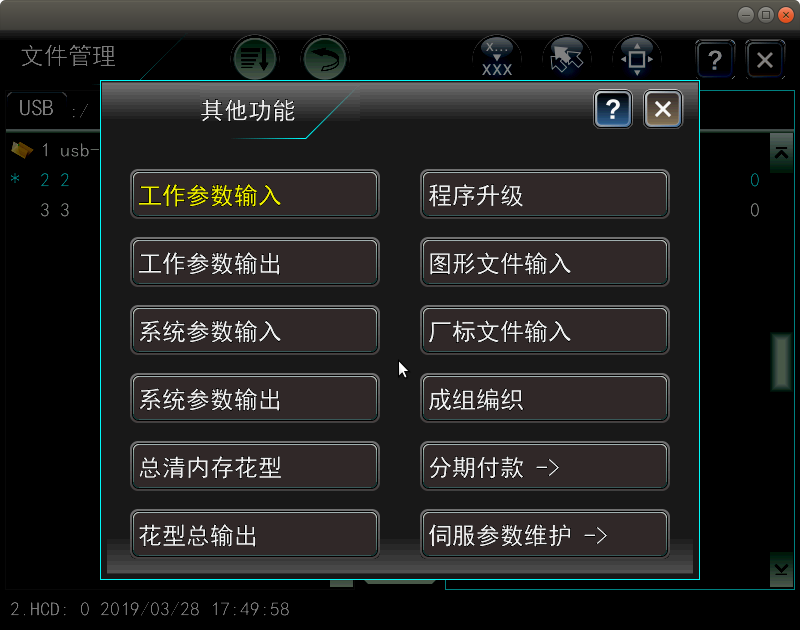 文件管理
X...
XXX
?
USB :/
其他功能
?
1 usb-
* 2 2
0
3 3
0
工作参数输入
程序升级
工作参数输出
图形文件输入
系统参数输入
厂标文件输入
系统参数输出
成组编织
总清内存花型
分期付款 ->
花型总输出
伺服参数维护 ->
2.HCD: 0 2019/03/28 17:49:58